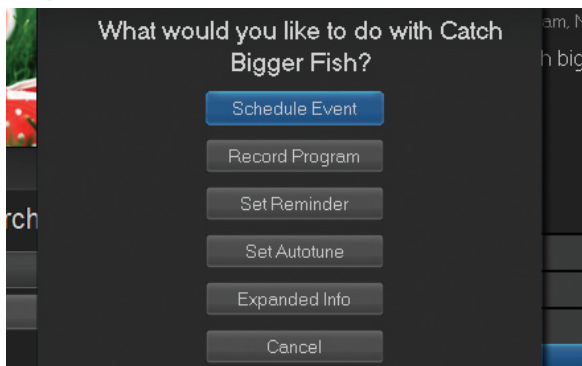 What would you like to do with Catch
Bigger Fish?
Schedule Event
Record Program
Set Reminder
Set Autotune
Expanded Info
Cancel